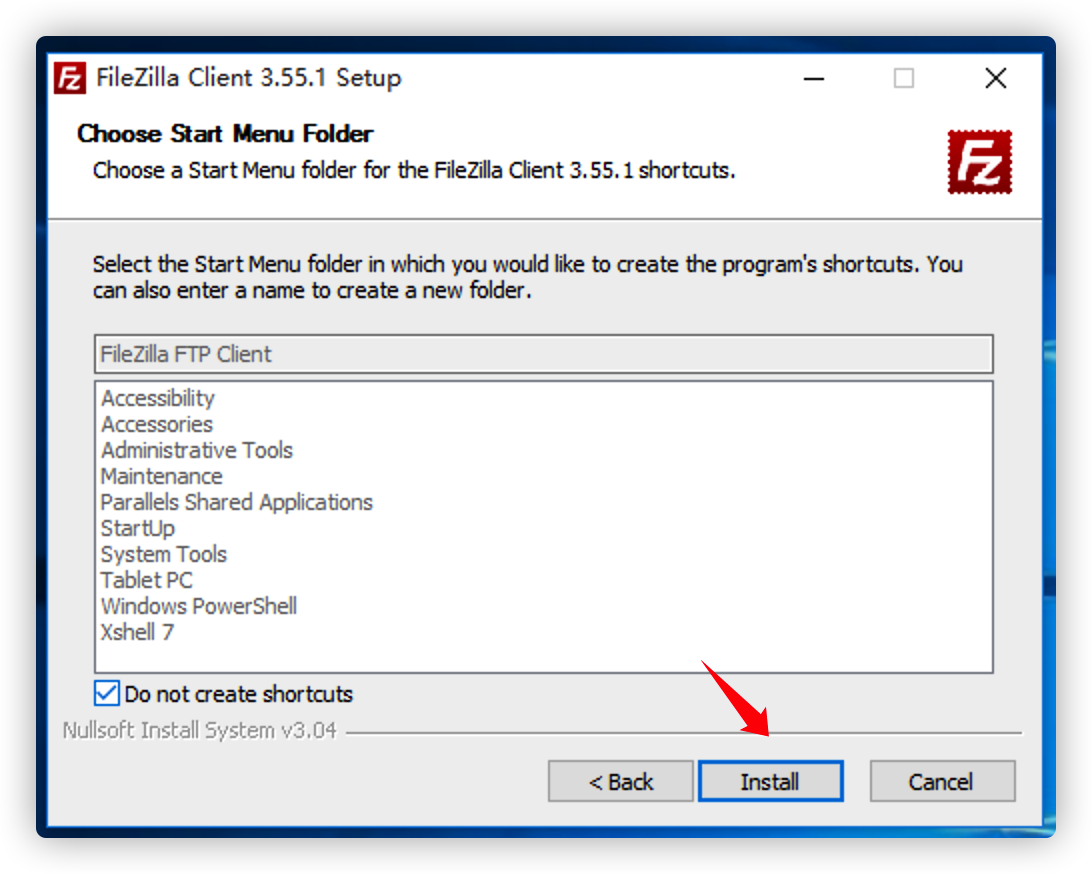 FileZilla Client 3.55.1 Setup
Choose Start Menu Folder
Choose a Start Menu folder for the FileZilla Client 3.55.1 shortcuts.
Fz
Select the Start Menu folder in which you would like to create the program's shortcuts. You
can also enter a name to create a new folder.
FileZilla FTP Client
Accessibility
Accessories
Administrative Tools
Maintenance
Parallels Shared Applications
StartUp
System Tools
Tablet PC
Windows PowerShell
Xshell 7
Do not create shortcuts
Nullsoft Install System v3.04
< Back
Install
Cancel